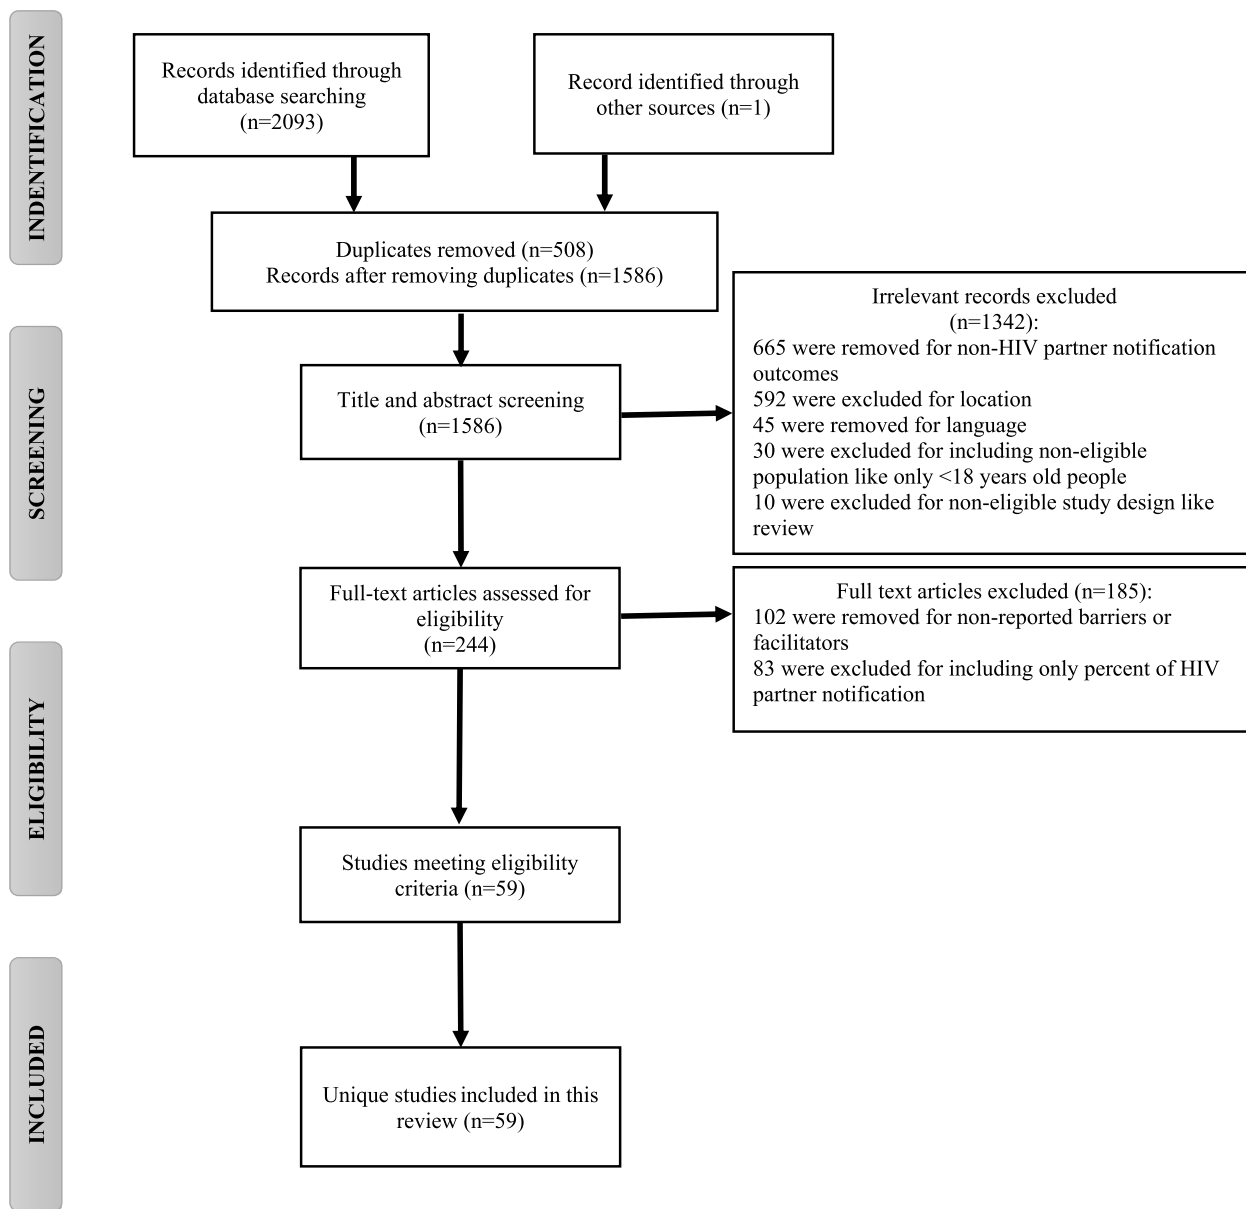 INDENTIFICATION
Records identified through
database searching
(n=2093)
Record identified through
other sources (n=1)
Duplicates removed (n=508)
Records after removing duplicates (n=1586)
SCREENING
Title and abstract screening
(n=1586)
Irrelevant records excluded
(n=1342):
665 were removed for non-HIV partner notification
outcomes
592 were excluded for location
45 were removed for language
30 were excluded for including non-eligible
population like only <18 years old people
10 were excluded for non-eligible study design like
review
Full-text articles assessed for
eligibility
(n=244)
Full text articles excluded (n=185):
102 were removed for non-reported barriers or
facilitators
83 were excluded for including only percent of HIV
partner notification
ELIGIBILITY
Studies meeting eligibility
criteria (n=59)
INCLUDED
Unique studies included in this
review (n=59)